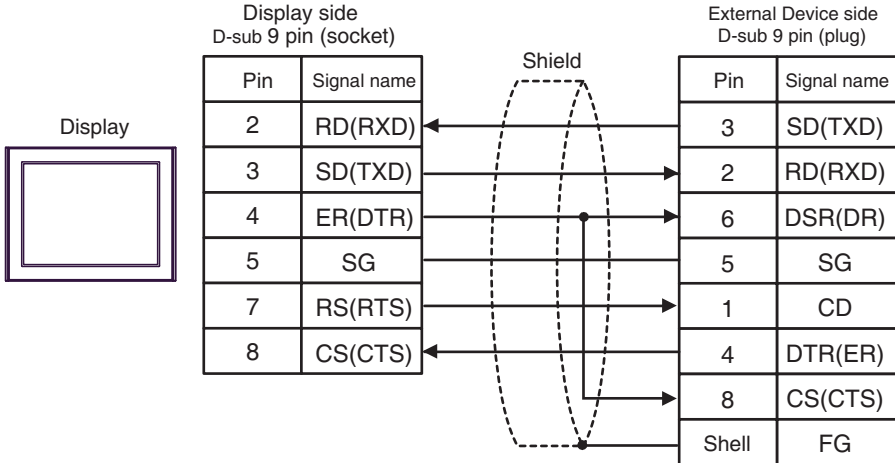 Display side
D-sub 9 pin (socket)
External Device side
D-sub 9 pin (plug)
Shield
Display
Pin Signal name
2 RD(RXD)
3 SD(TXD)
4 ER(DTR)
5 SG
7 RS(RTS)
8 CS(CTS)
Pin Signal name
3 SD(TXD)
2 RD(RXD)
6 DSR(DR)
5 SG
1 CD
4 DTR(ER)
8 CS(CTS)
Shell FG